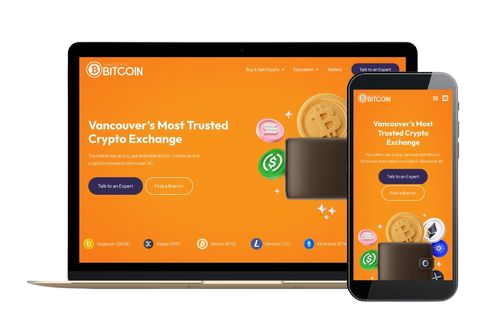 VANCOUVER
BITCOIN
Buy & Sell Crypto
Education
Wallets
Talk to an Expert
Vancouver's Most Trusted
Crypto Exchange
The safest way to buy, sell and trade Bitcoin, Ethereum and
cryptocurrencies in Vancouver, BC.
Talk to an Expert
Find a Branch
Dogecoin (DOGE)
Ripple (XRP)
Bitcoin (BTC)
Litecoin (LTC)
Ethereum (ETH
BITCOIN
Vancouver's Most
Trusted Crypto
Exchange
The safest way to buy, sell and trade Bitcoin,
Ethereum and cryptocurrencies in Vancouver,
BC.
Talk to an Expert
Find a Branch